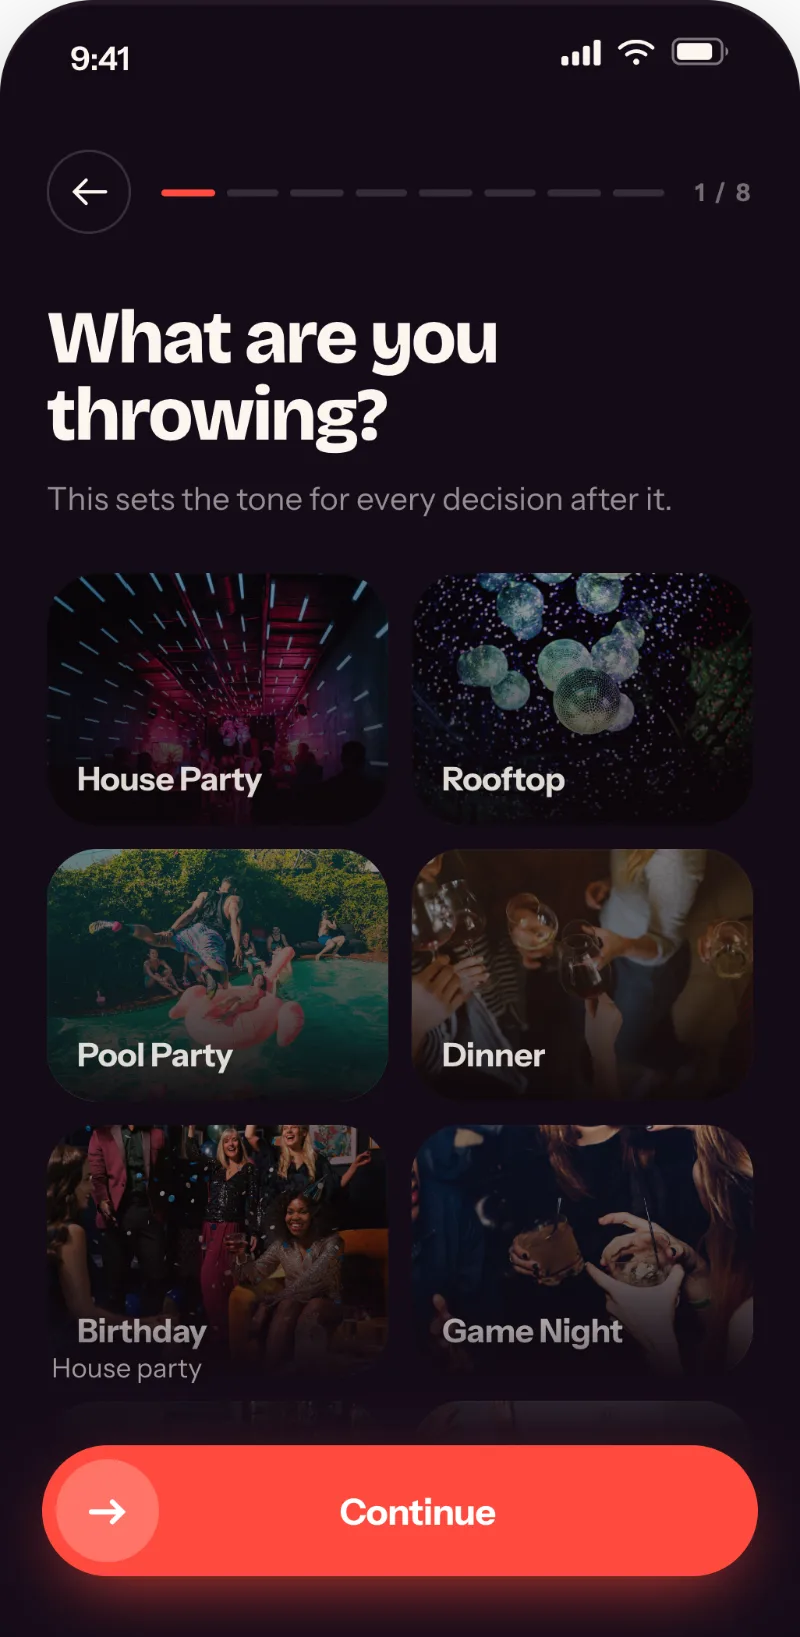 9:41
1 / 8
What are you
throwing?
This sets the tone for every decision after it.
House Party
Rooftop
Pool Party
Dinner
Birthday
Game Night
House party
Continue